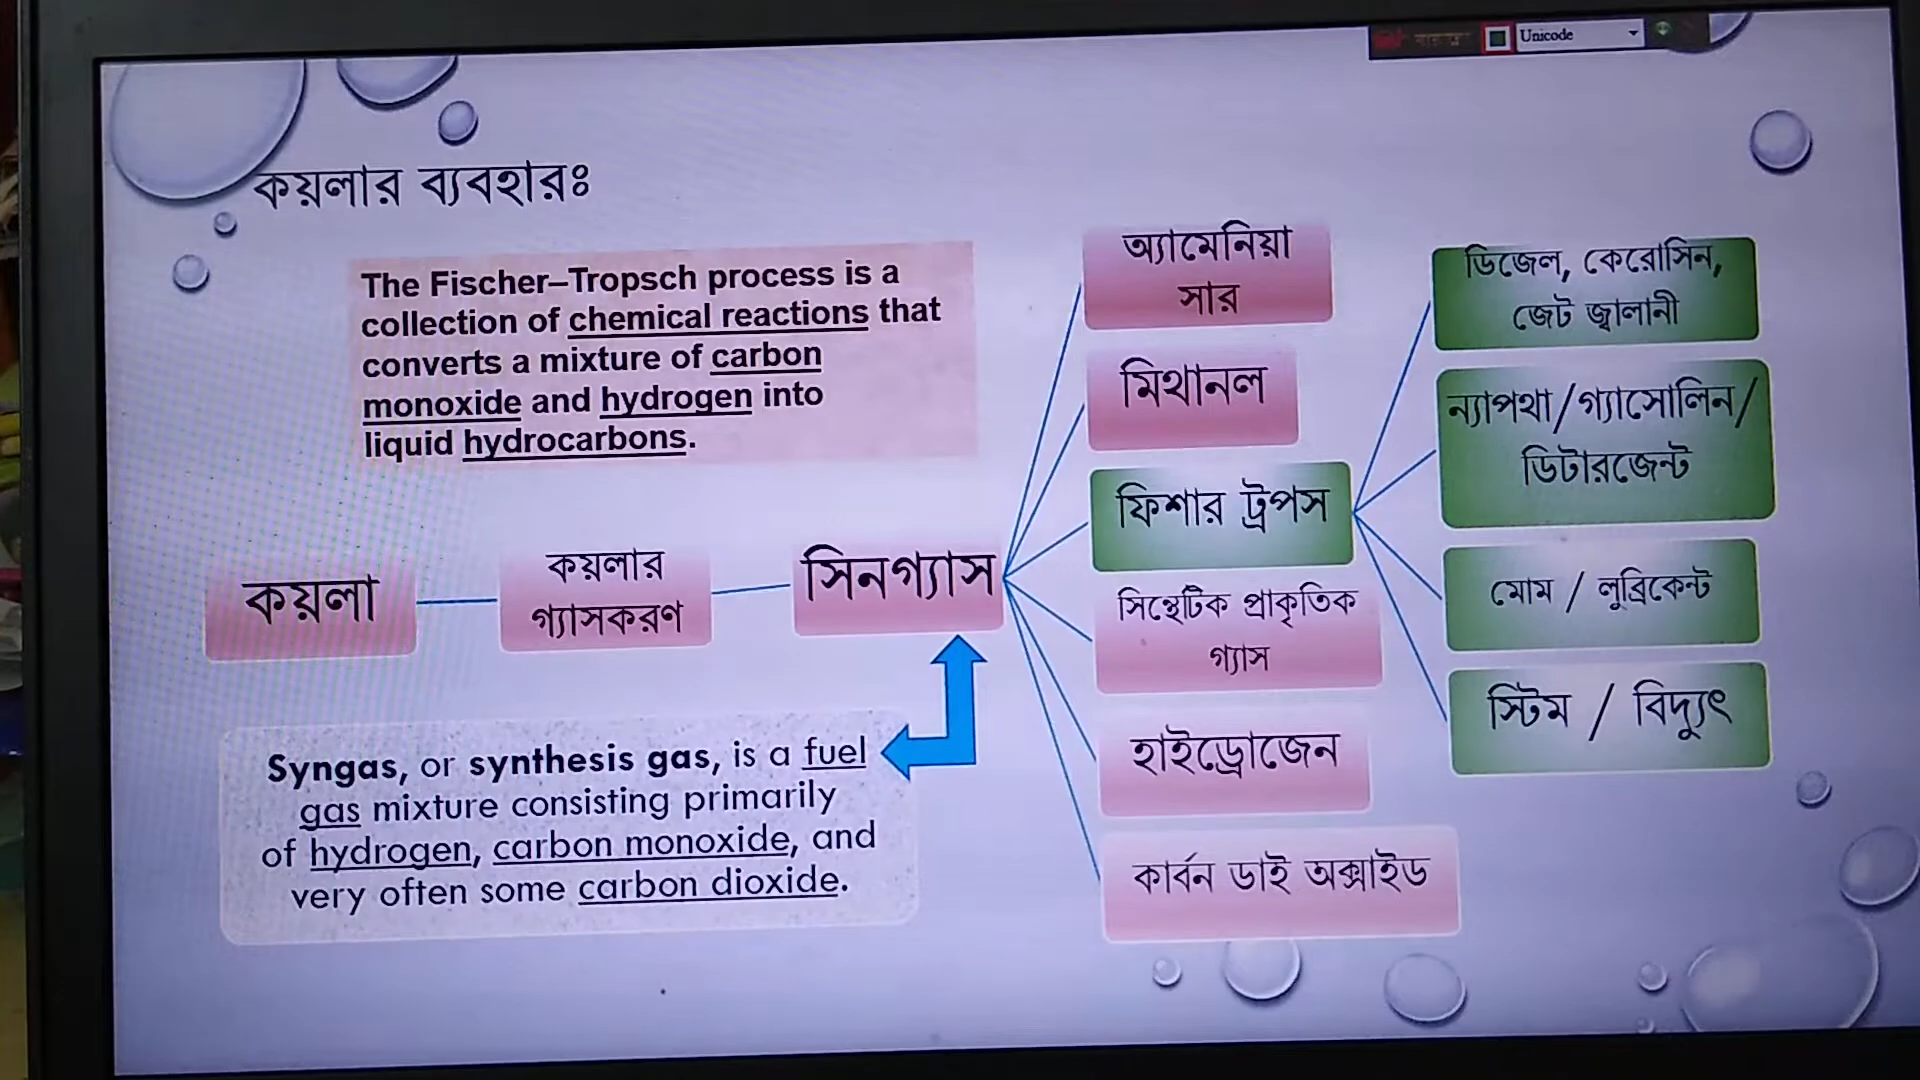 Unicode
কয়লার ব্যবহারঃ
The Fischer–Tropsch process is a
collection of chemical reactions that
converts a mixture of carbon
monoxide and hydrogen into
liquid hydrocarbons.
কয়লা
কয়লার
গ্যাসকরণ
সিনগ্যাস
Syngas, or synthesis gas, is a fuel
gas mixture consisting primarily
of hydrogen, carbon monoxide, and
very often some carbon dioxide.
অ্যামেনিয়া
সার
মিথানল
ফিশার ট্রপস
সিন্থেটিক প্রাকৃতিক
গ্যাস
হাইড্রোজেন
কার্বন ডাই অক্সাইড
ডিজেল, কেরোসিন,
জেট জ্বালানী
ন্যাপথা/গ্যাসোলিন/
ডিটারজেন্ট
মোম / লুব্রিকেন্ট
স্টিম / বিদ্যুৎ